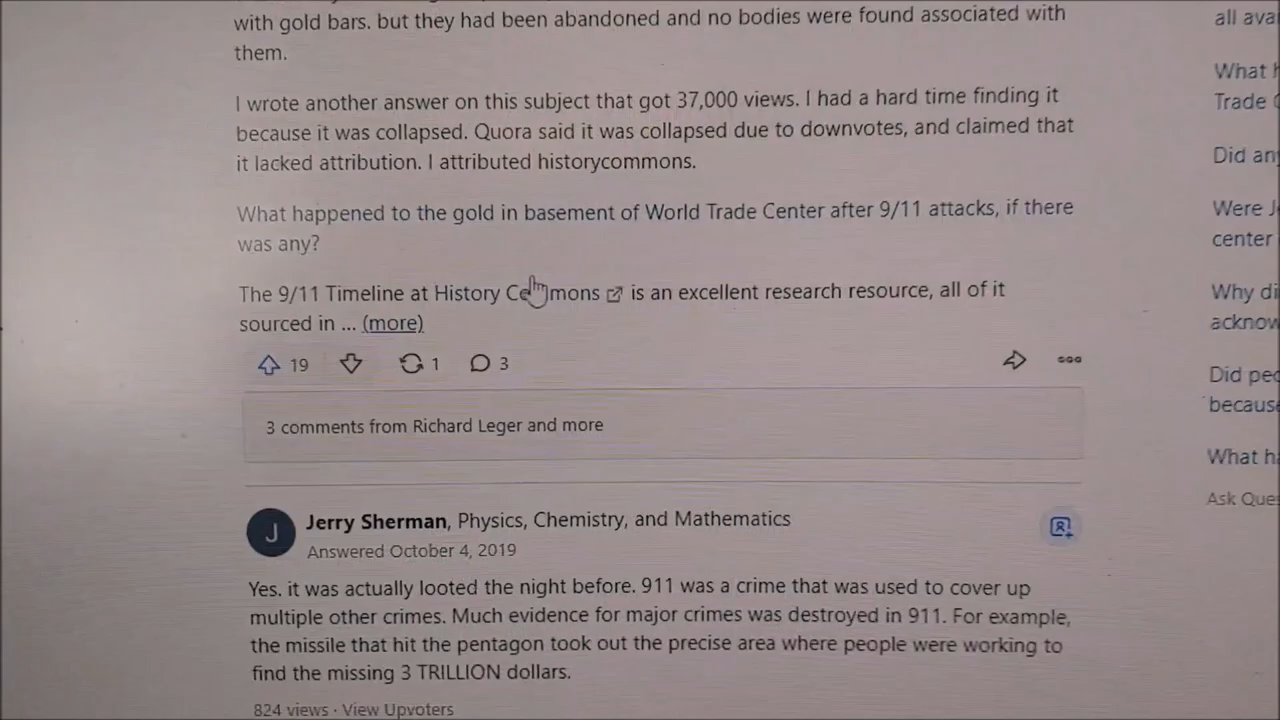 with gold bars. but they had been abandoned and no bodies were found associated with
them.
I wrote another answer on this subject that got 37,000 views. I had a hard time finding it
because it was collapsed. Quora said it was collapsed due to downvotes, and claimed that
it lacked attribution. I attributed historycommons.
What happened to the gold in basement of World Trade Center after 9/11 attacks, if there
was any?
The 9/11 Timeline at History Commons is an excellent research resource, all of it
sourced in ... (more)
19 1 3
3 comments from Richard Leger and more
J
Jerry Sherman, Physics, Chemistry, and Mathematics
Answered October 4, 2019
Yes. it was actually looted the night before. 911 was a crime that was used to cover up
multiple other crimes. Much evidence for major crimes was destroyed in 911. For example,
the missile that hit the pentagon took out the precise area where people were working to
find the missing 3 TRILLION dollars.
824 views · View Upvoters
all
What
Trade
Did
Were
center
Why
Did
What
Ask